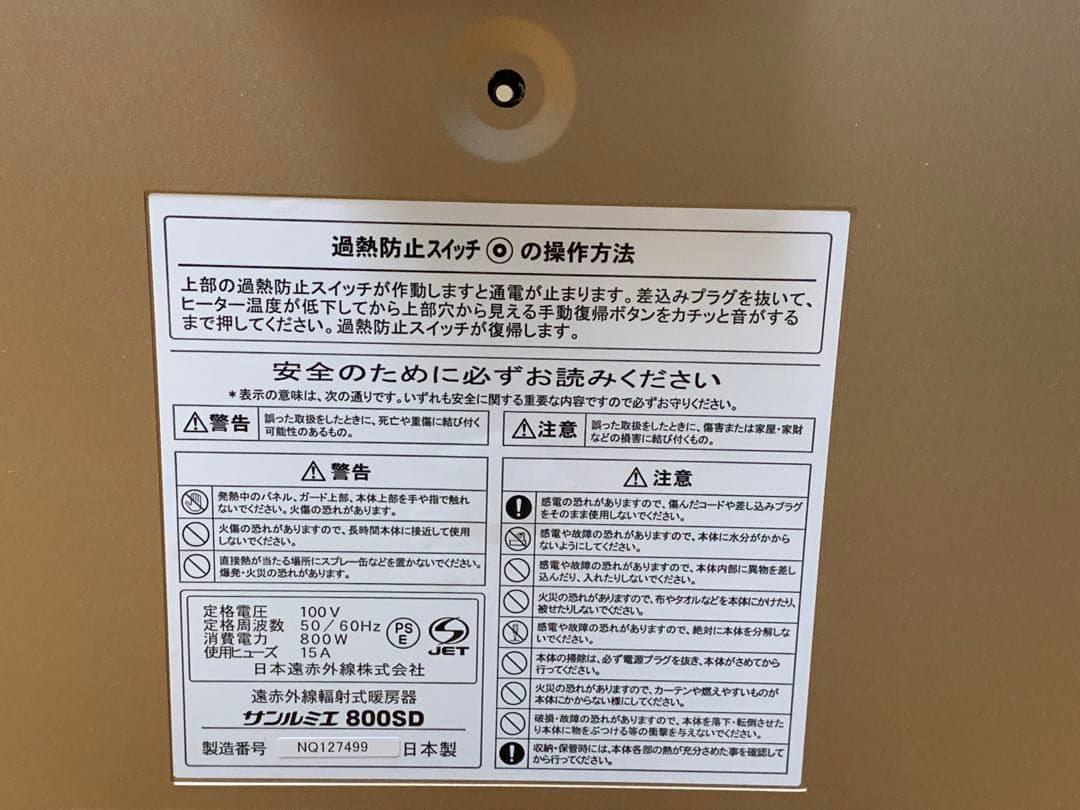 過熱防止スイッチ◎の操作方法
上部の過熱防止スイッチが作動しますと通電が止まります。差込みプラグを抜いて、
ヒーター温度が低下してから上部穴から見える手動復帰ボタンをカチッと音がする
まで押してください。過熱防止スイッチが復帰します。
安全のために必ずお読みください
*表示の意味は、次の通りです。いずれも安全に関する重要な内容ですので必ずお守りください。
警告
誤った取扱をしたときに、死亡や重傷に結び付く
可能性のあるもの。
注意
誤った取扱をしたときに、傷害または家屋・家財
などの損害に結び付くもの。
警告
発熱中のパネル、ガード上部、本体上部を手や指で触れ
ないでください。火傷の恐れがあります。
火傷の恐れがありますので、長時間本体に接近して使用
しないでください。
直接熱が当たる場所にスプレー缶などを置かないでください。
爆発・火災の恐れがあります。
定格電圧 100V
定格周波数 50/60Hz
消費電力 800W
使用ヒューズ 15A
PS
E
JET
日本遠赤外線株式会社
遠赤外線輻射式暖房器
サンルミエ 800SD
製造番号 NQ127499 日本製
注意
感電の恐れがありますので、傷んだコードや差し込みプラグ
をそのまま使用しないでください。
感電や故障の恐れがありますので、本体に水分がかから
ないようにしてください。
感電や故障の恐れがありますので、本体内部に異物を差し
込んだり、入れたりしないでください。
火災の恐れがありますので、布やタオルなどを本体にかけたり、
被せたりしないでください。
感電や故障の恐れがありますので、絶対に本体を分解しな
いでください。
本体の掃除は、必ず電源プラグを抜き、本体がさめてから
行ってください。
火災の恐れがありますので、カーテンや燃えやすいものが
本体にかからない様にしてください。
破損・故障の恐れがありますので、本体を落下・転倒させた
り本体に物をぶつける等の衝撃を与えないでください。
収納・保管時には、本体各部の熱が充分さめた事を確認して
から行ってください。